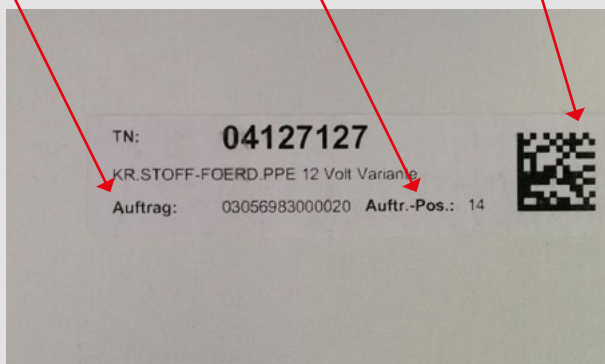 TN: 04127127
KR.STOFF-FOERD.PPE 12 Volt Variante
Auftrag: 03056983000020 Auftr.-Pos.: 14